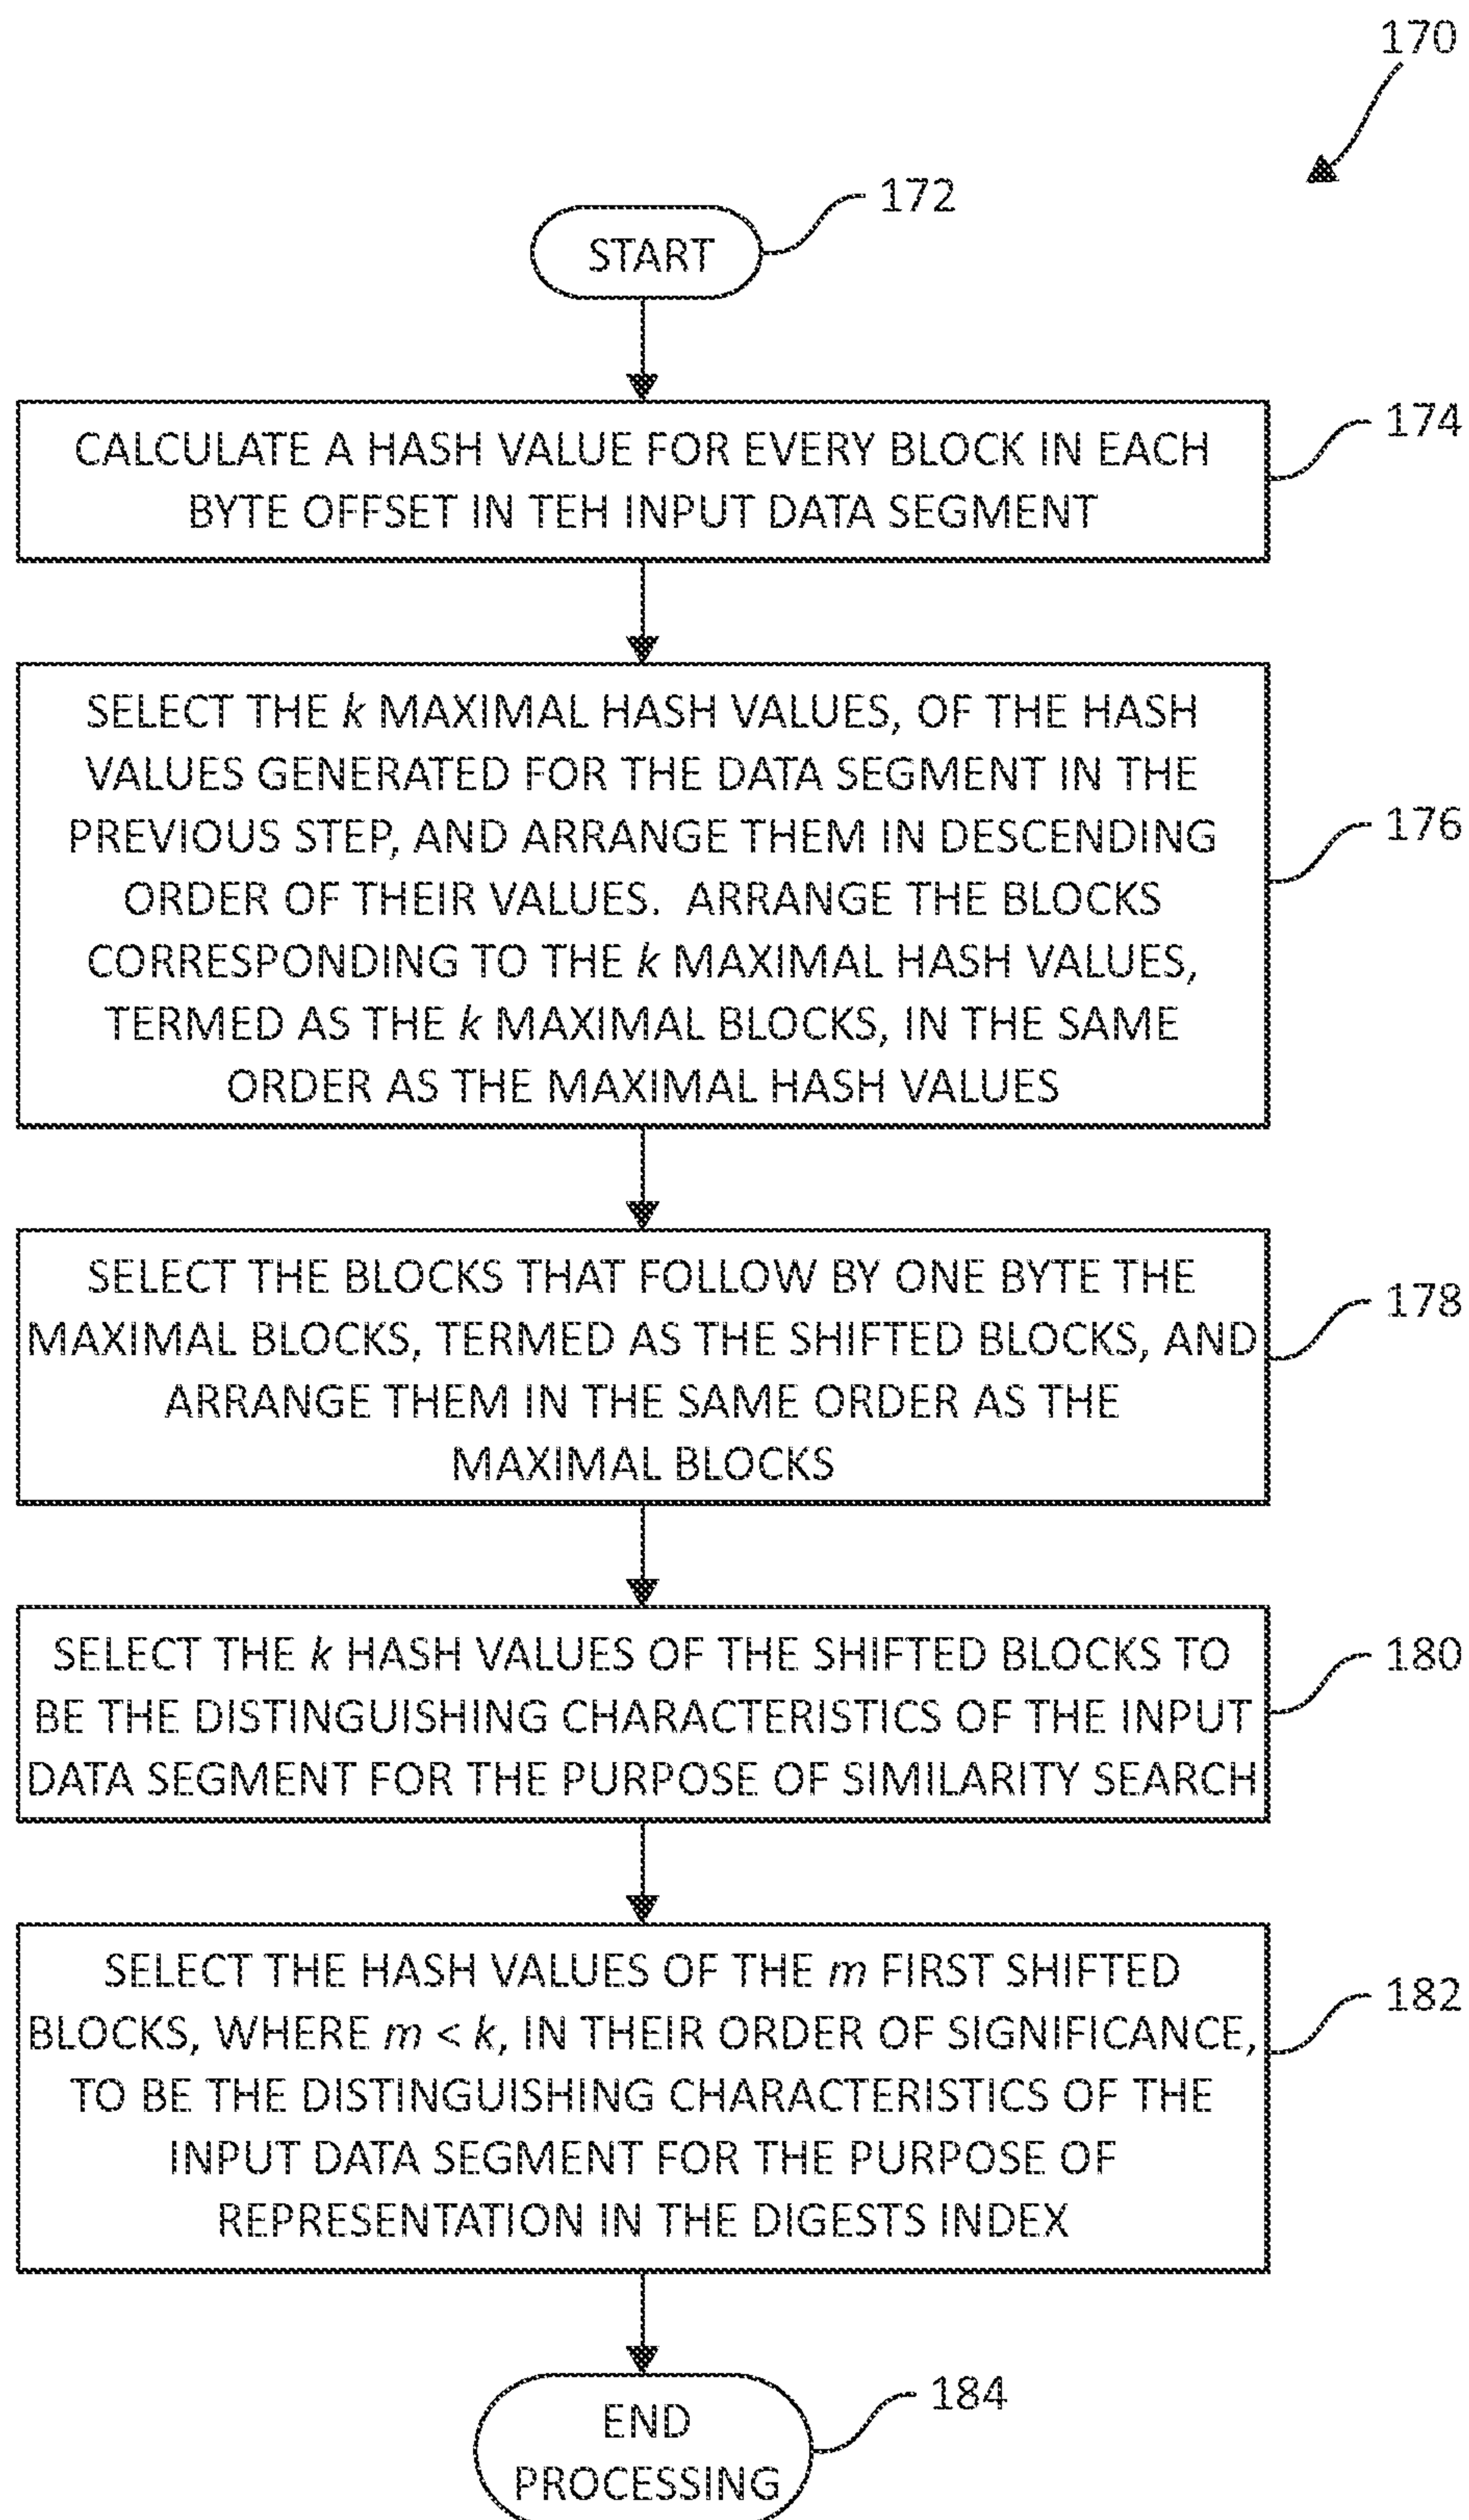 170
172
START
174
CALCULATE A HASH VALUE FOR EVERY BLOCK IN EACH
BYTE OFFSET IN TEH INPUT DATA SEGMENT
SELECT THE k MAXIMAL HASH VALUES, OF THE HASH
VALUES GENERATED FOR THE DATA SEGMENT IN THE
PREVIOUS STEP, AND ARRANGE THEM IN DESCENDING
176
ORDER OF THEIR VALUES. ARRANGE THE BLOCKS
CORRESPONDING TO THE k MAXIMAL HASH VALUES,
TERMED AS THE k MAXIMAL BLOCKS, IN THE SAME
ORDER AS THE MAXIMAL HASH VALUES
SELECT THE BLOCKS THAT FOLLOW BY ONE BYTE THE
178
MAXIMAL BLOCKS, TERMED AS THE SHIFTED BLOCKS, AND
ARRANGE THEM IN THE SAME ORDER AS THE
MAXIMAL BLOCKS
SELECT THE k HASH VALUES OF THE SHIFTED BLOCKS TO
180
BE THE DISTINGUISHING CHARACTERISTICS OF THE INPUT
DATA SEGMENT FOR THE PURPOSE OF SIMILARITY SEARCH
SELECT THE HASH VALUES OF THE m FIRST SHIFTED
182
BLOCKS, WHERE m < k, IN THEIR ORDER OF SIGNIFICANCE,
TO BE THE DISTINGUISHING CHARACTERISTICS OF THE
INPUT DATA SEGMENT FOR THE PURPOSE OF
REPRESENTATION IN THE DIGESTS INDEX
184
END
PROCESSING